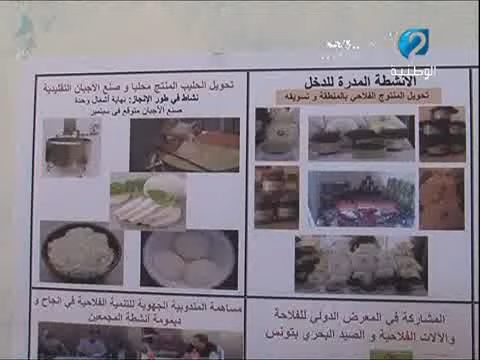 2
الوطنية
الأنشطة المدرة للدخل
تحويل المنتوج الفلاحي بالمنطقة و تسويقه
تحويل الحليب المنتج محليا و صنع الأجبان التقليدية
نشاط في طور الإنجاز: نهاية أشغال وحدة
صنع الأجبان متوقع في سبتمبر
المشاركة في المعرض الدولي للفلاحة
والآلات الفلاحية و الصيد البحري بتونس
مساهمة المندوبية الجهوية للتنمية الفلاحية في انجاح و
ديمومة أنشطة المجمعين